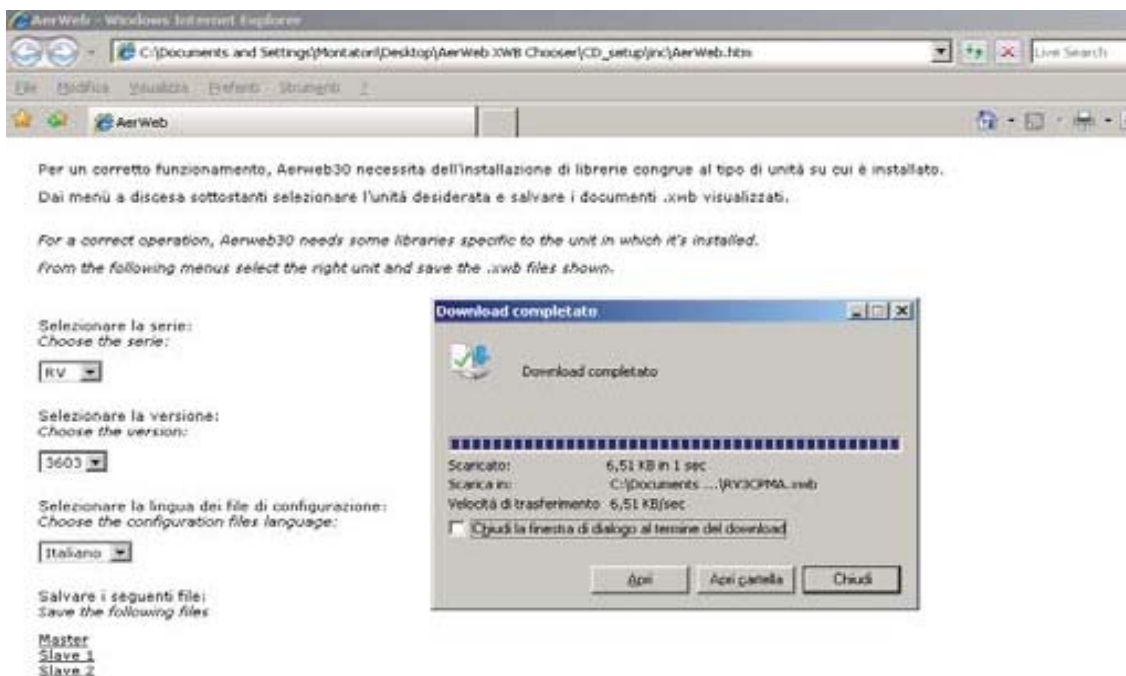 AerWeb - Windows Internet Explorer
C:\Documents and Settings\Montatori\Desktop\AerWeb XWB Chooser\CD_setup\inc\AerWeb.htm
Live Search
File Modifica Visualizza Preferiti Strumenti ?
AerWeb
Per un corretto funzionamento, Aerweb30 necessita dell'installazione di librerie congrue al tipo di unità su cui è installato.
Dai menù a discesa sottostanti selezionare l'unità desiderata e salvare i documenti .xwb visualizzati.
For a correct operation, Aerweb30 needs some libraries specific to the unit in which it's installed.
From the following menus select the right unit and save the .xwb files shown.
Selezionare la serie:
Choose the serie:
RV
Selezionare la versione:
Choose the version:
3603
Selezionare la lingua dei file di configurazione:
Choose the configuration files language:
Italiano
Salvare i seguenti file:
Save the following files
Master
Slave 1
Slave 2
Download completato
Download completato
Scaricato: 6,51 KB in 1 sec
Scarica in: C:\Documents ...\RV3CPMA.xwb
Velocità di trasferimento 6,51 KB/sec
Chiudi la finestra di dialogo al termine del download
Apri Apri cartella Chiudi